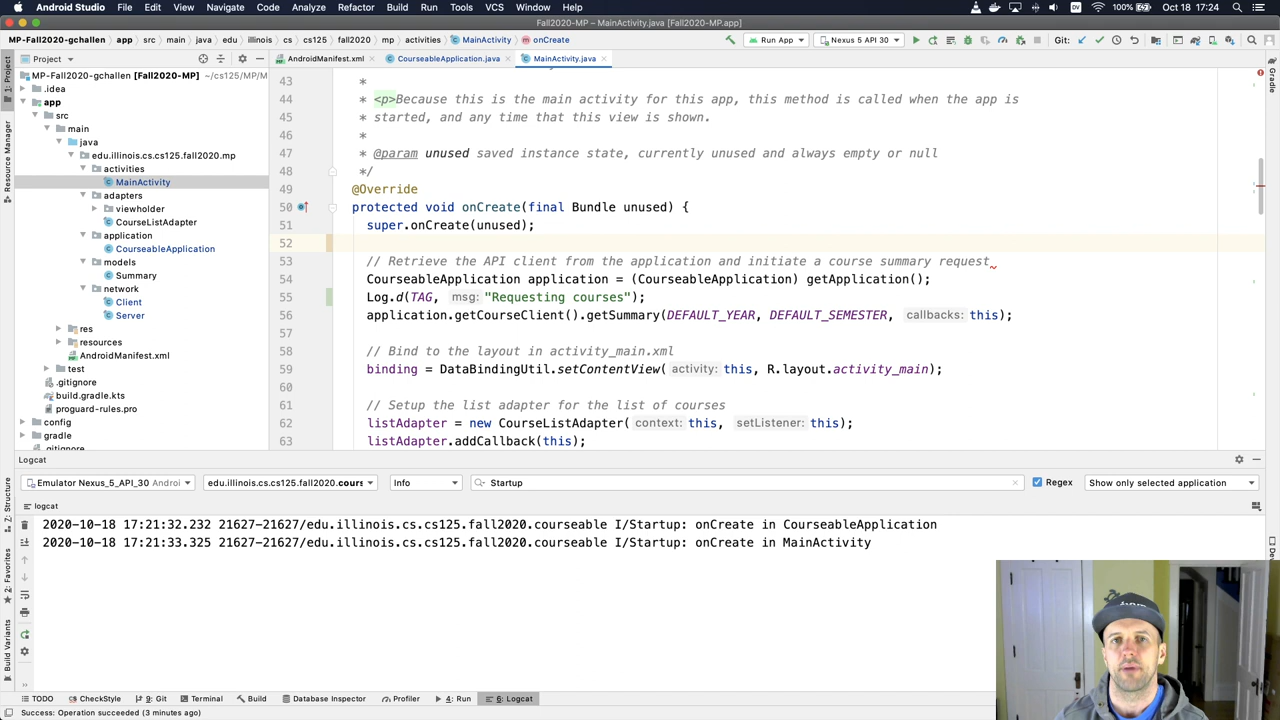 Android Studio File Edit View Navigate Code Analyze Refactor Build Run Tools VCS Window Help DV 100% Oct 18 17:24
Fall2020-MP – MainActivity.java [Fall2020-MP.app]
MP-Fall2020-gchallen app src main java edu illinois cs cs125 fall2020 mp activities MainActivity onCreate Run App Nexus 5 API 30 Git:
Project AndroidManifest.xml CourseableApplication.java MainActivity.java
1: Project
Resource Manager
7: Structure
2: Favorites
Build Variants
Gradle
MP-Fall2020-gchallen [Fall2020-MP] ~/cs125/MP/M
.idea
app
src
main
java
edu.illinois.cs.cs125.fall2020.mp
activities
MainActivity
adapters
viewholder
CourseListAdapter
application
CourseableApplication
models
Summary
network
Client
Server
res
resources
AndroidManifest.xml
test
.gitignore
build.gradle.kts
proguard-rules.pro
config
gradle
.gitignore
43 *
44 * <p>Because this is the main activity for this app, this method is called when the app is
45 * started, and any time that this view is shown.
46 *
47 * @param unused saved instance state, currently unused and always empty or null
48 */
49 @Override
50 protected void onCreate(final Bundle unused) {
51 super.onCreate(unused);
52
53 // Retrieve the API client from the application and initiate a course summary request
54 CourseableApplication application = (CourseableApplication) getApplication();
55 Log.d(TAG, msg: "Requesting courses");
56 application.getCourseClient().getSummary(DEFAULT_YEAR, DEFAULT_SEMESTER, callbacks: this);
57
58 // Bind to the layout in activity_main.xml
59 binding = DataBindingUtil.setContentView( activity: this, R.layout.activity_main);
60
61 // Setup the list adapter for the list of courses
62 listAdapter = new CourseListAdapter( context: this, setListener: this);
63 listAdapter.addCallback(this);
Logcat
Emulator Nexus_5_API_30 Androi edu.illinois.cs.cs125.fall2020.cours Info Startup Regex Show only selected application
logcat
2020-10-18 17:21:32.232 21627-21627/edu.illinois.cs.cs125.fall2020.courseable I/Startup: onCreate in CourseableApplication
2020-10-18 17:21:33.325 21627-21627/edu.illinois.cs.cs125.fall2020.courseable I/Startup: onCreate in MainActivity
TODO CheckStyle 9: Git Terminal Build Database Inspector Profiler 4: Run 6: Logcat
Success: Operation succeeded (3 minutes ago)